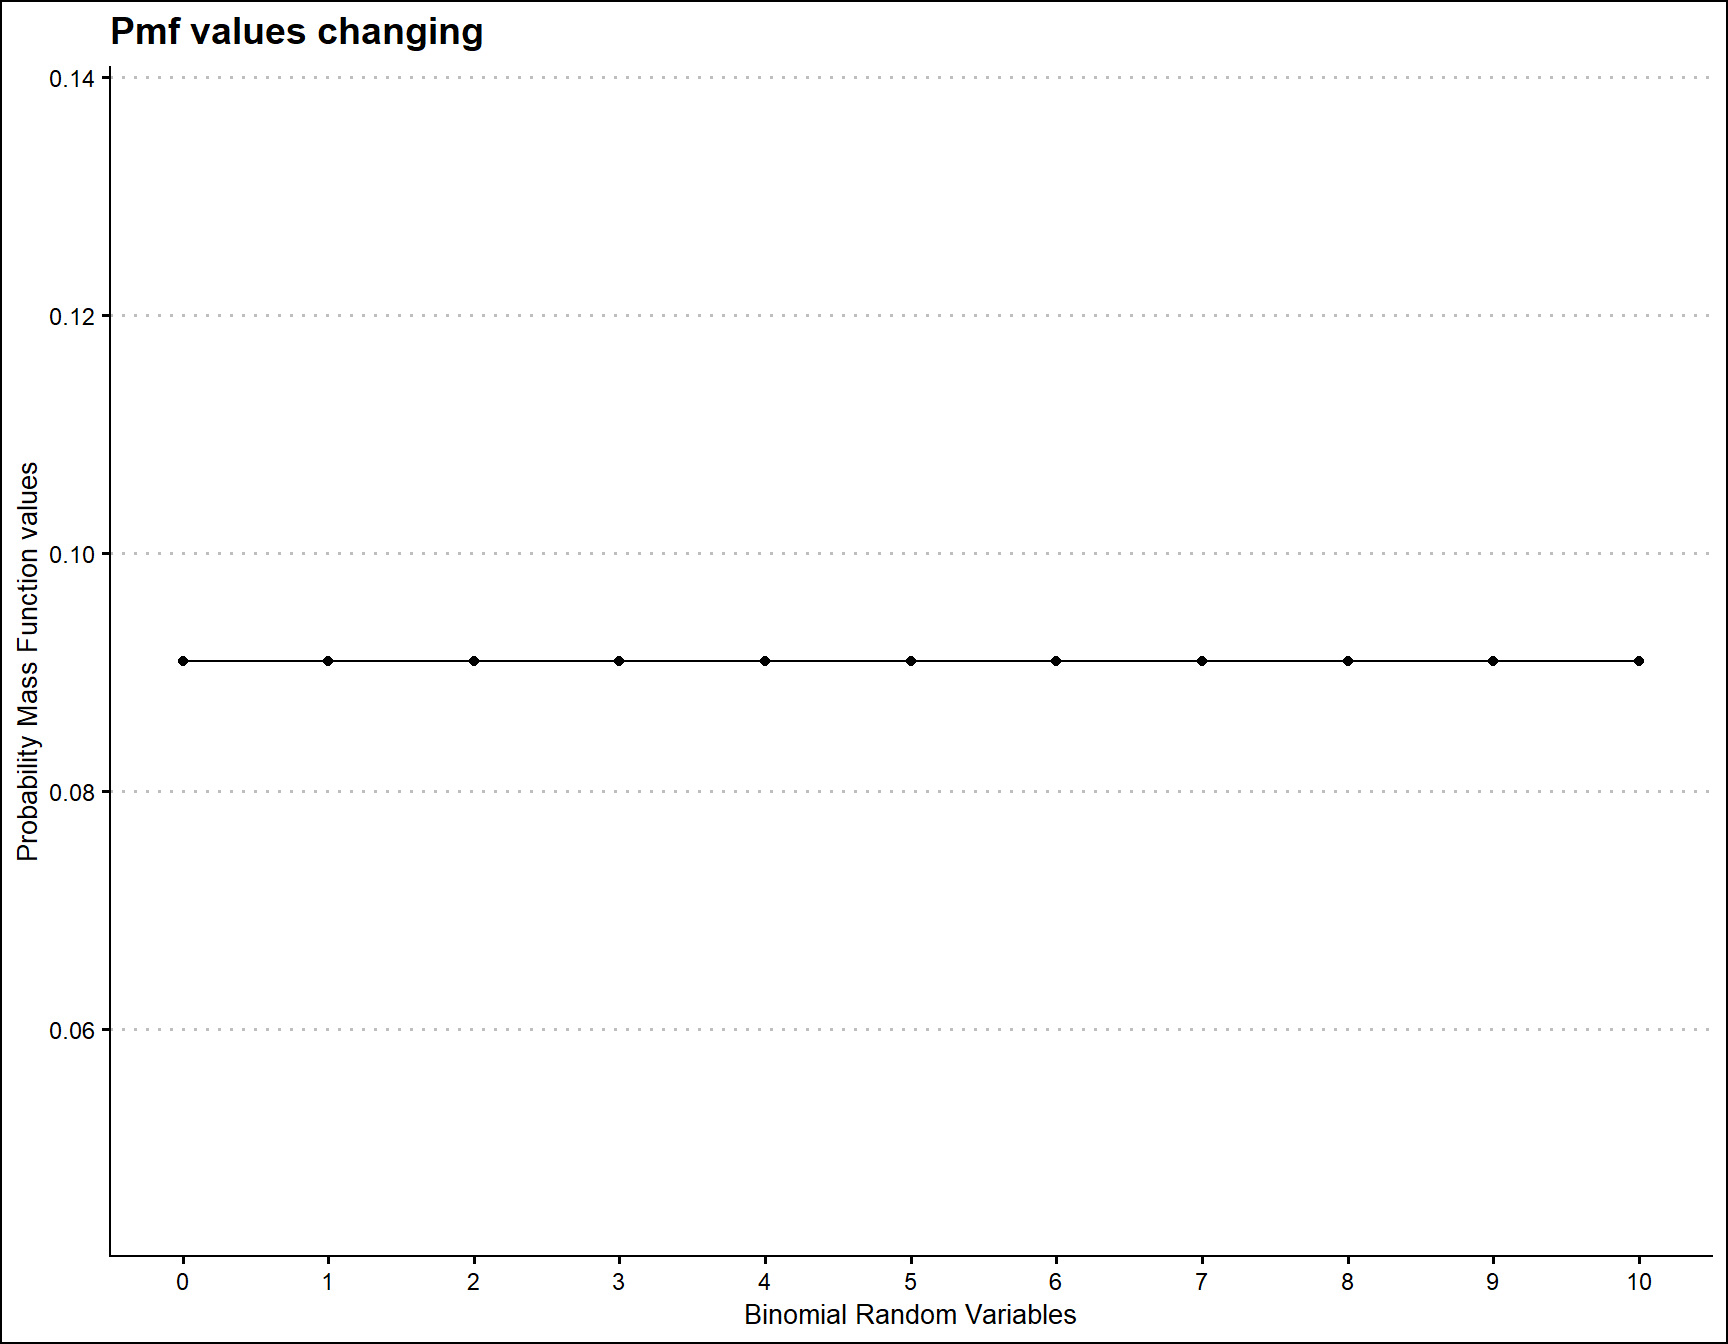 Pmf values changing
0.14
0.12
0.10
0.08
0.06
Probability Mass Function values
0 1 2 3 4 5 6 7 8 9 10
Binomial Random Variables